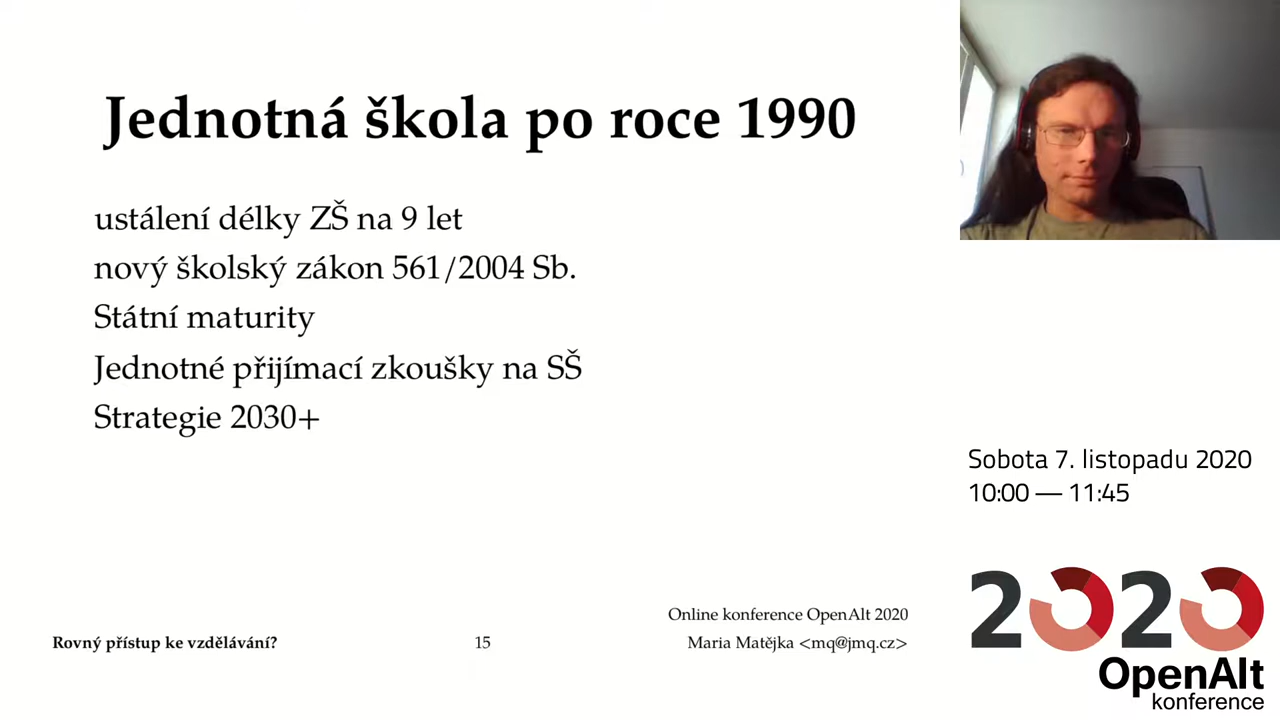 Jednotná škola po roce 1990
ustálení délky ZŠ na 9 let
nový školský zákon 561/2004 Sb.
Státní maturity
Jednotné přijímací zkoušky na SŠ
Strategie 2030+
Online konference OpenAlt 2020
Rovný přístup ke vzdělávání?
15
Maria Matějka <mq@jmq.cz>
Sobota 7. listopadu 2020
10:00 — 11:45
2020
OpenAlt
konference